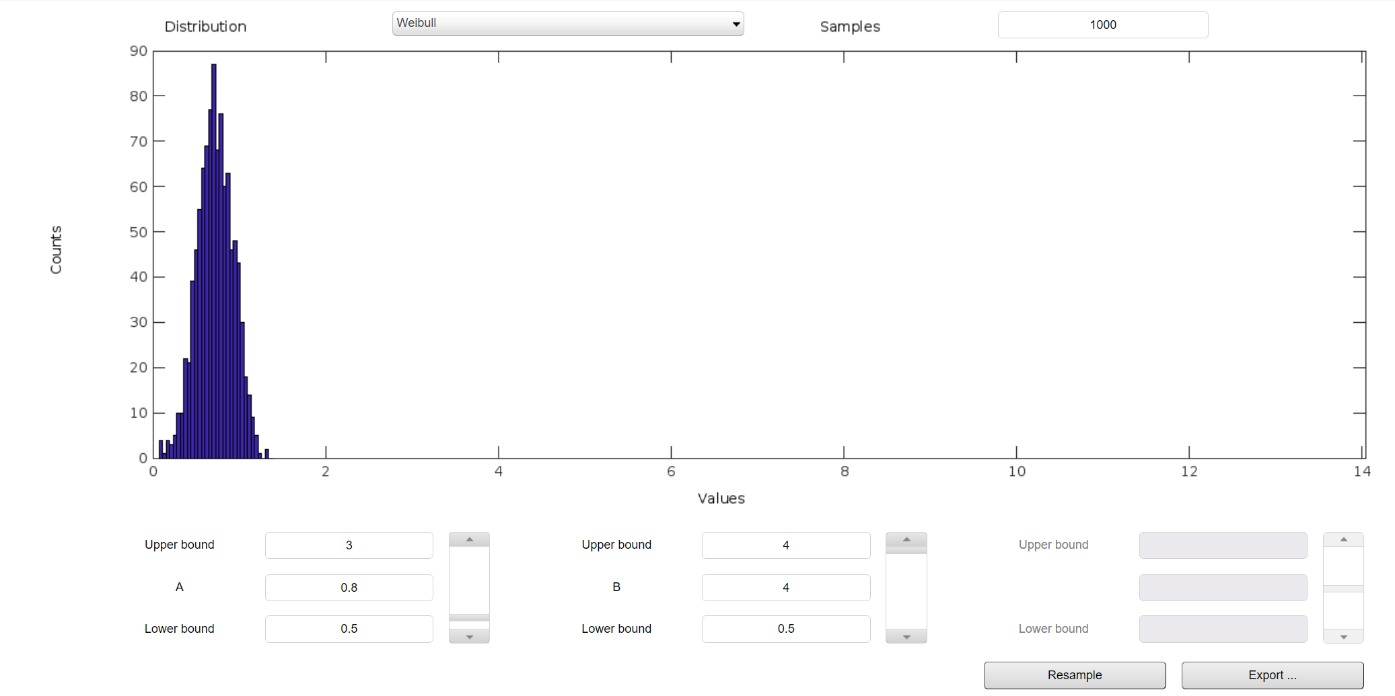 Distribution Weibull Samples 1000
90
80
70
60
50
40
30
20
10
0
Counts
0 2 4 6 8 10 12 14
Values
Upper bound 3 Upper bound 4 Upper bound
A 0.8 B 4
Lower bound 0.5 Lower bound 0.5 Lower bound
Resample Export ...